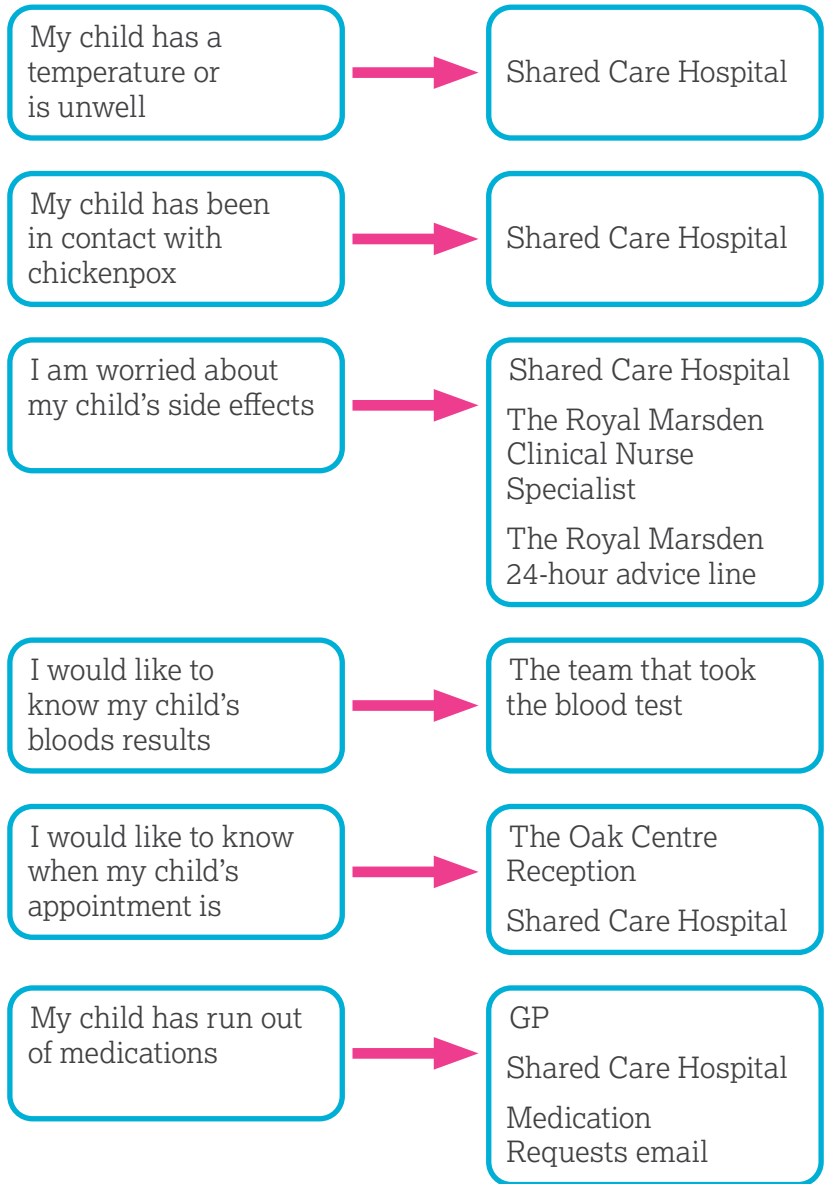 My child has a
temperature or
is unwell
Shared Care Hospital
My child has been
in contact with
chickenpox
Shared Care Hospital
I am worried about
my child’s side effects
Shared Care Hospital
The Royal Marsden
Clinical Nurse
Specialist
The Royal Marsden
24-hour advice line
I would like to
know my child’s
bloods results
The team that took
the blood test
I would like to know
when my child’s
appointment is
The Oak Centre
Reception
Shared Care Hospital
My child has run out
of medications
GP
Shared Care Hospital
Medication
Requests email